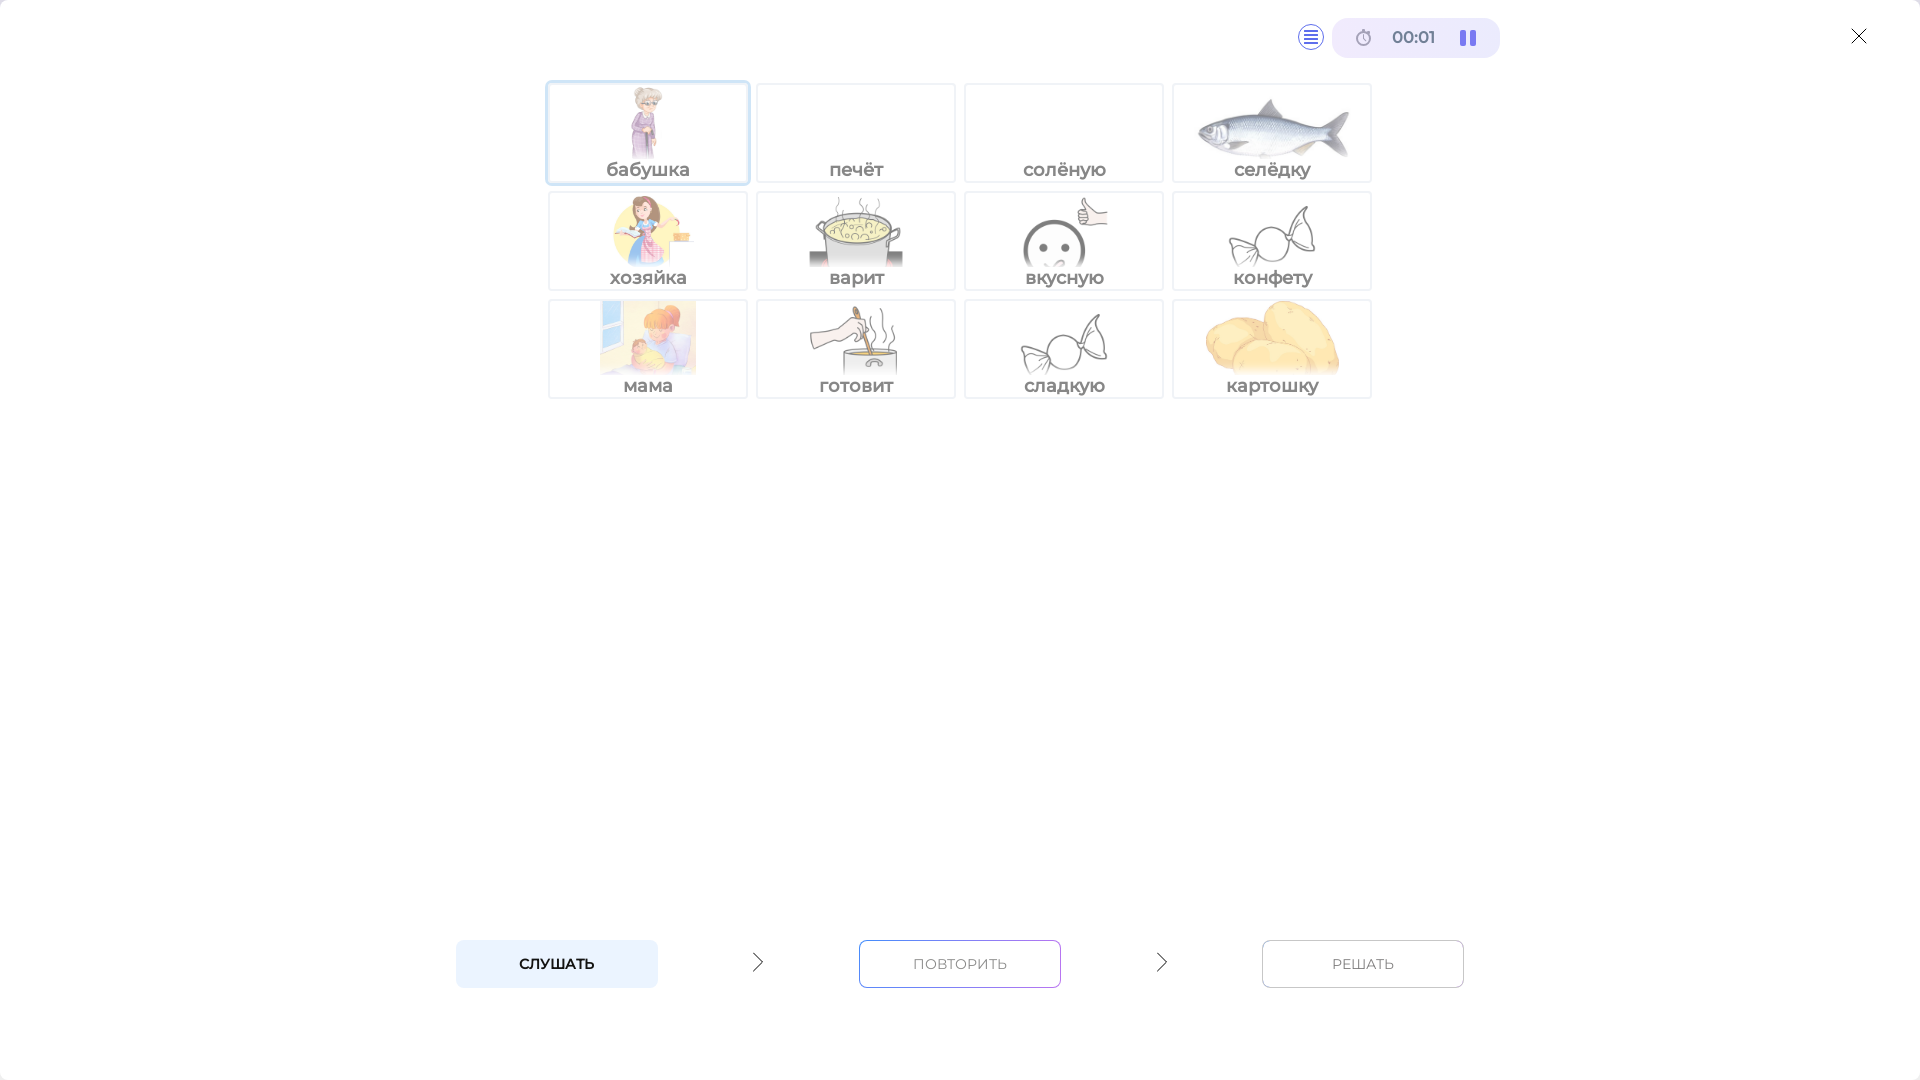 00:01
бабушка печёт солёную селёдку
хозяйка варит вкусную конфету
мама готовит сладкую картошку
СЛУШАТЬ ПОВТОРИТЬ РЕШАТЬ